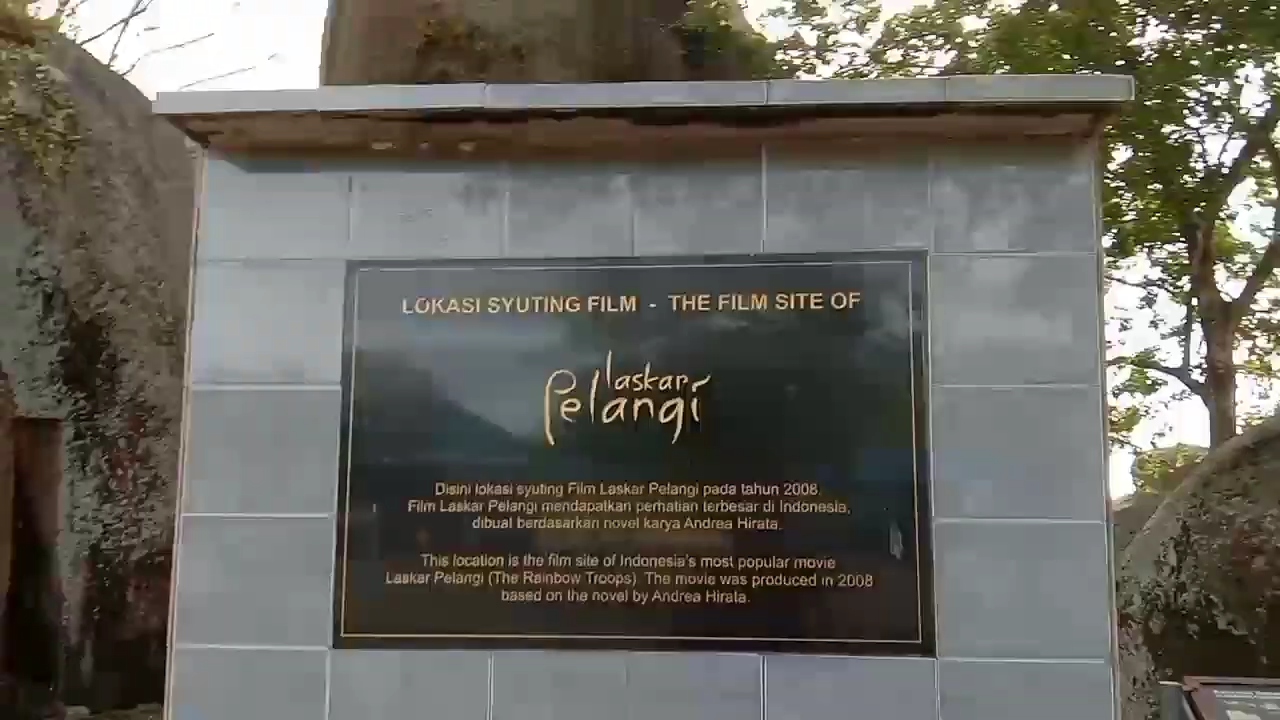 LOKASI SYUTING FILM - THE FILM SITE OF
laskar
Pelangi
Disini lokasi syuting Film Laskar Pelangi pada tahun 2008.
Film Laskar Pelangi mendapatkan perhatian terbesar di Indonesia,
dibuat berdasarkan novel karya Andrea Hirata.
This location is the film site of Indonesia's most popular movie
Laskar Pelangi (The Rainbow Troops). The movie was produced in 2008
based on the novel by Andrea Hirata.